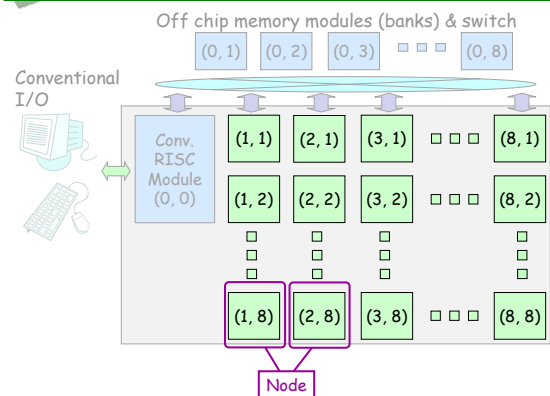 Off chip memory modules (banks) & switch
(0, 1) (0, 2) (0, 3) (0, 8)
Conventional
I/O
Conv.
RISC
Module
(0, 0)
(1, 1) (2, 1) (3, 1) (8, 1)
(1, 2) (2, 2) (3, 2) (8, 2)
(1, 8) (2, 8) (3, 8) (8, 8)
Node